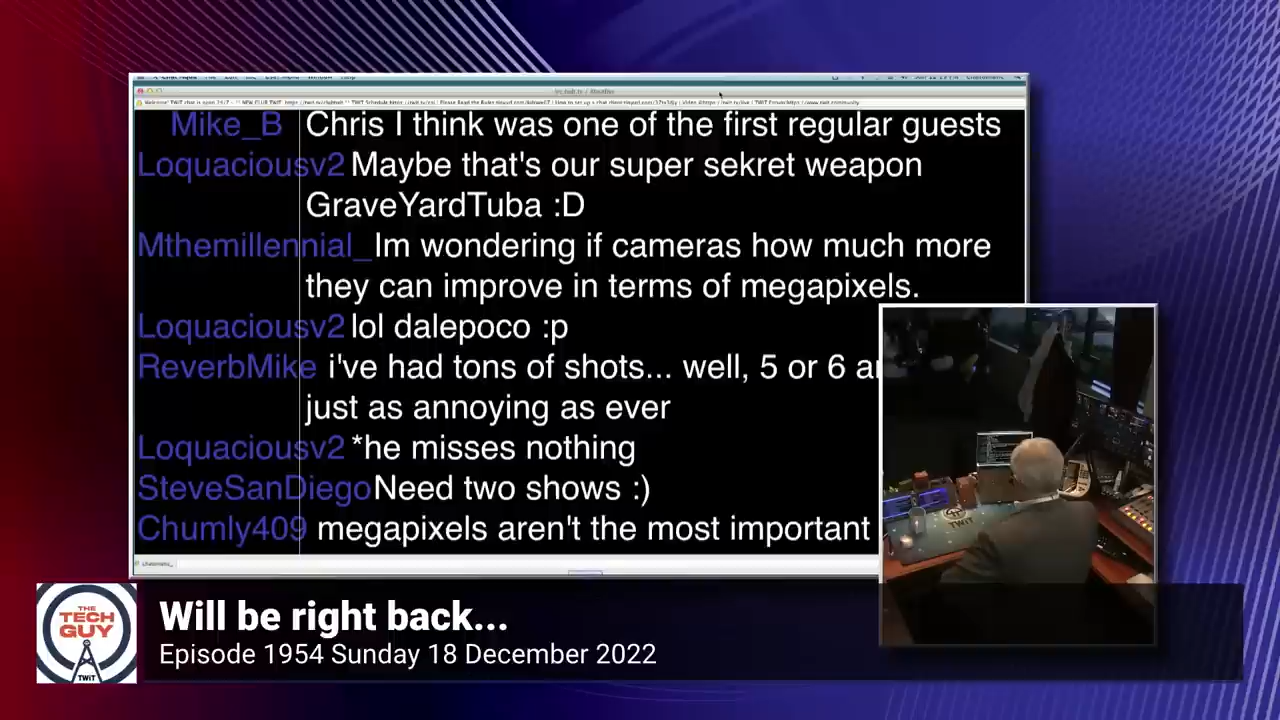 Mike_B Chris I think was one of the first regular guests
Loquaciousv2 Maybe that's our super sekret weapon
GraveYardTuba :D
Mthemillennial_ Im wondering if cameras how much more
they can improve in terms of megapixels.
Loquaciousv2 lol dalepoco :p
ReverbMike i've had tons of shots... well, 5 or 6 a
just as annoying as ever
Loquaciousv2 *he misses nothing
SteveSanDiego Need two shows :)
Chumly409 megapixels aren't the most important
TWiT
THE
TECH
GUY
TWiT
Will be right back...
Episode 1954 Sunday 18 December 2022